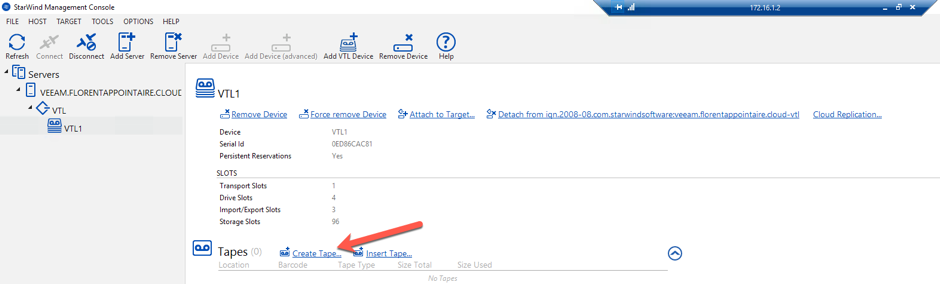 StarWind Management Console
172.16.1.2
FILE HOST TARGET TOOLS OPTIONS HELP
Refresh Connect Disconnect Add Server Remove Server Add Device Add Device (advanced) Add VTL Device Remove Device Help
Servers
VEEAM.FLORENTAPPOINTAIRE.CLOUD
VTL
VTL1
VTL1
Remove Device Force remove Device Attach to Target... Detach from iqn.2008-08.com.starwindsoftware:veeam.florentappointaire.cloud-vtl Cloud Replication...
Device VTL1
Serial Id 0ED86CAC81
Persistent Reservations Yes
SLOTS
Transport Slots 1
Drive Slots 4
Import/Export Slots 3
Storage Slots 96
Tapes (0) Create Tape... Insert Tape...
Location Barcode Tape Type Size Total Size Used
No Tapes